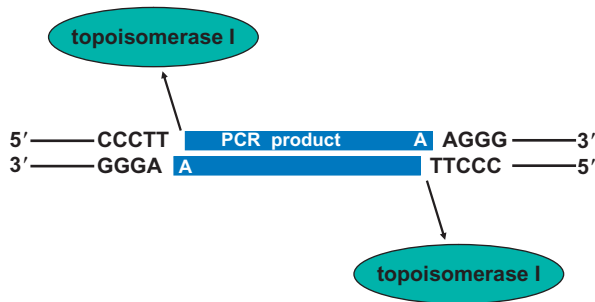 topoisomerase I
5′ CCCTT PCR product A AGGG 3′
3′ GGGA A TTCCC 5′
topoisomerase I